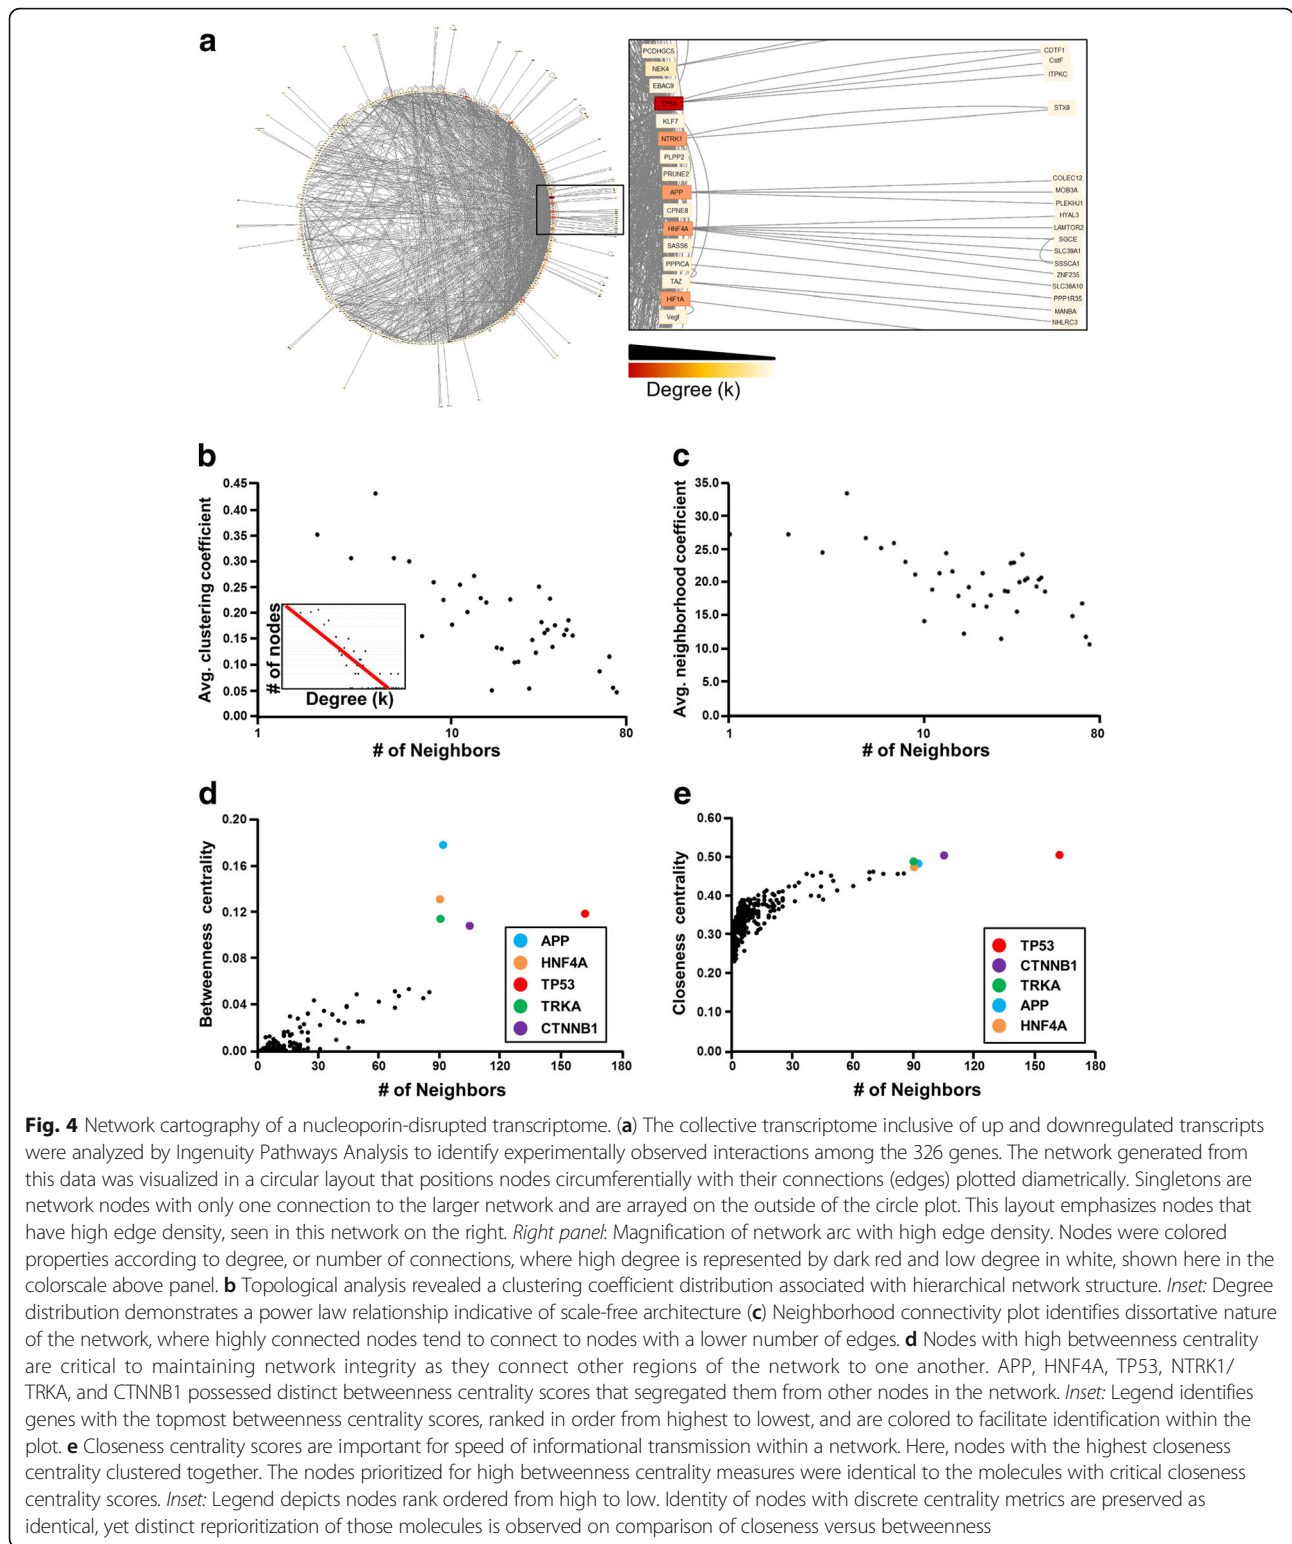 a
PCDHGC5
NEK4
EBAC9
TP53
KLF7
NTRK1
PLPP2
PRUNE2
APP
CPNE8
HNF4A
SASS6
PPPICA
TAZ
HIF1A
Vegf
CDTF1
CstF
ITPKC
STX8
COLEC12
MOB3A
PLEKHJ1
HYAL3
LAMTOR2
SGCE
SLC39A1
SSSCA1
ZNF235
SLC38A10
PPP1R35
MANBA
NHLRC3
Degree (k)
b
Avg. clustering coefficient
0.45
0.40
0.35
0.30
0.25
0.20
0.15
0.10
0.05
0.00
1
10
80
# of Neighbors
# of nodes
Degree (k)
c
Avg. neighborhood coefficient
35.0
30.0
25.0
20.0
15.0
10.0
5.0
0.0
1
10
80
# of Neighbors
d
Betweenness centrality
0.20
0.16
0.12
0.08
0.04
0.00
0
30
60
90
120
150
180
# of Neighbors
APP
HNF4A
TP53
TRKA
CTNNB1
e
Closeness centrality
0.60
0.50
0.40
0.30
0.20
0.10
0.00
0
30
60
90
120
150
180
# of Neighbors
TP53
CTNNB1
TRKA
APP
HNF4A
Fig. 4 Network cartography of a nucleoporin-disrupted transcriptome. (a) The collective transcriptome inclusive of up and downregulated transcripts
were analyzed by Ingenuity Pathways Analysis to identify experimentally observed interactions among the 326 genes. The network generated from
this data was visualized in a circular layout that positions nodes circumferentially with their connections (edges) plotted diametrically. Singletons are
network nodes with only one connection to the larger network and are arrayed on the outside of the circle plot. This layout emphasizes nodes that
have high edge density, seen in this network on the right. Right panel: Magnification of network arc with high edge density. Nodes were colored
properties according to degree, or number of connections, where high degree is represented by dark red and low degree in white, shown here in the
colorscale above panel. b Topological analysis revealed a clustering coefficient distribution associated with hierarchical network structure. Inset: Degree
distribution demonstrates a power law relationship indicative of scale-free architecture (c) Neighborhood connectivity plot identifies dissortative nature
of the network, where highly connected nodes tend to connect to nodes with a lower number of edges. d Nodes with high betweenness centrality
are critical to maintaining network integrity as they connect other regions of the network to one another. APP, HNF4A, TP53, NTRK1/
TRKA, and CTNNB1 possessed distinct betweenness centrality scores that segregated them from other nodes in the network. Inset: Legend identifies
genes with the topmost betweenness centrality scores, ranked in order from highest to lowest, and are colored to facilitate identification within the
plot. e Closeness centrality scores are important for speed of informational transmission within a network. Here, nodes with the highest closeness
centrality clustered together. The nodes prioritized for high betweenness centrality measures were identical to the molecules with critical closeness
centrality scores. Inset: Legend depicts nodes rank ordered from high to low. Identity of nodes with discrete centrality metrics are preserved as
identical, yet distinct reprioritization of those molecules is observed on comparison of closeness versus betweenness